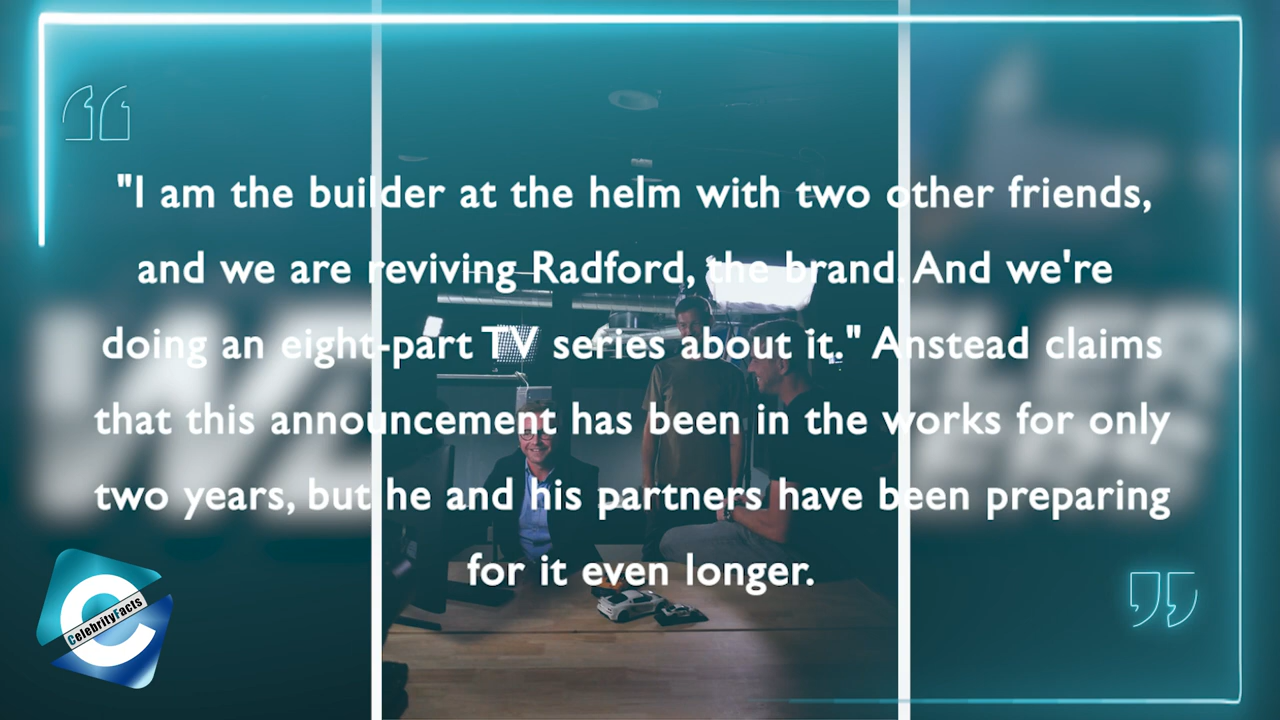 "I am the builder at the helm with two other friends,
and we are reviving Radford, the brand. And we're
doing an eight-part TV series about it." Anstead claims
that this announcement has been in the works for only
two years, but he and his partners have been preparing
for it even longer.
CelebrityFacts